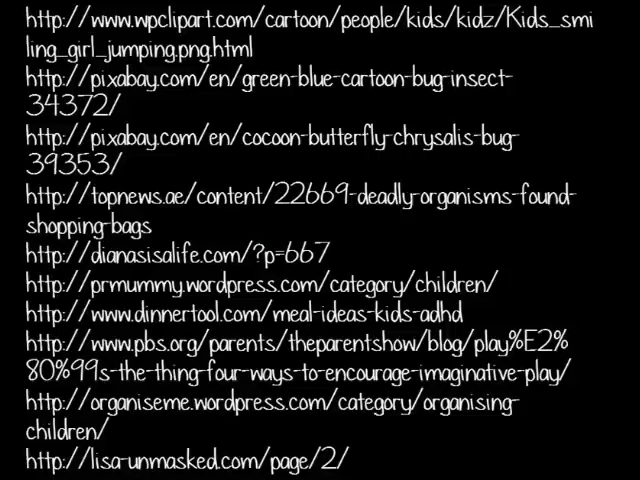 http://www.wpclipart.com/cartoon/people/kids/kidz/Kids_smi
ling_girl_jumping.png.html
http://pixabay.com/en/green-blue-cartoon-bug-insect-
34372/
http://pixabay.com/en/cocoon-butterfly-chrysalis-bug-
39353/
http://topnews.ae/content/22669-deadly-organisms-found-
shopping-bags
http://dianasisalife.com/?p=667
http://prmummy.wordpress.com/category/children/
http://www.dinnertool.com/meal-ideas-kids-adhd
http://www.pbs.org/parents/theparentshow/blog/play%E2%
80%99s-the-thing-four-ways-to-encourage-imaginative-play/
http://organiseme.wordpress.com/category/organising-
children/
http://lisa-unmasked.com/page/2/